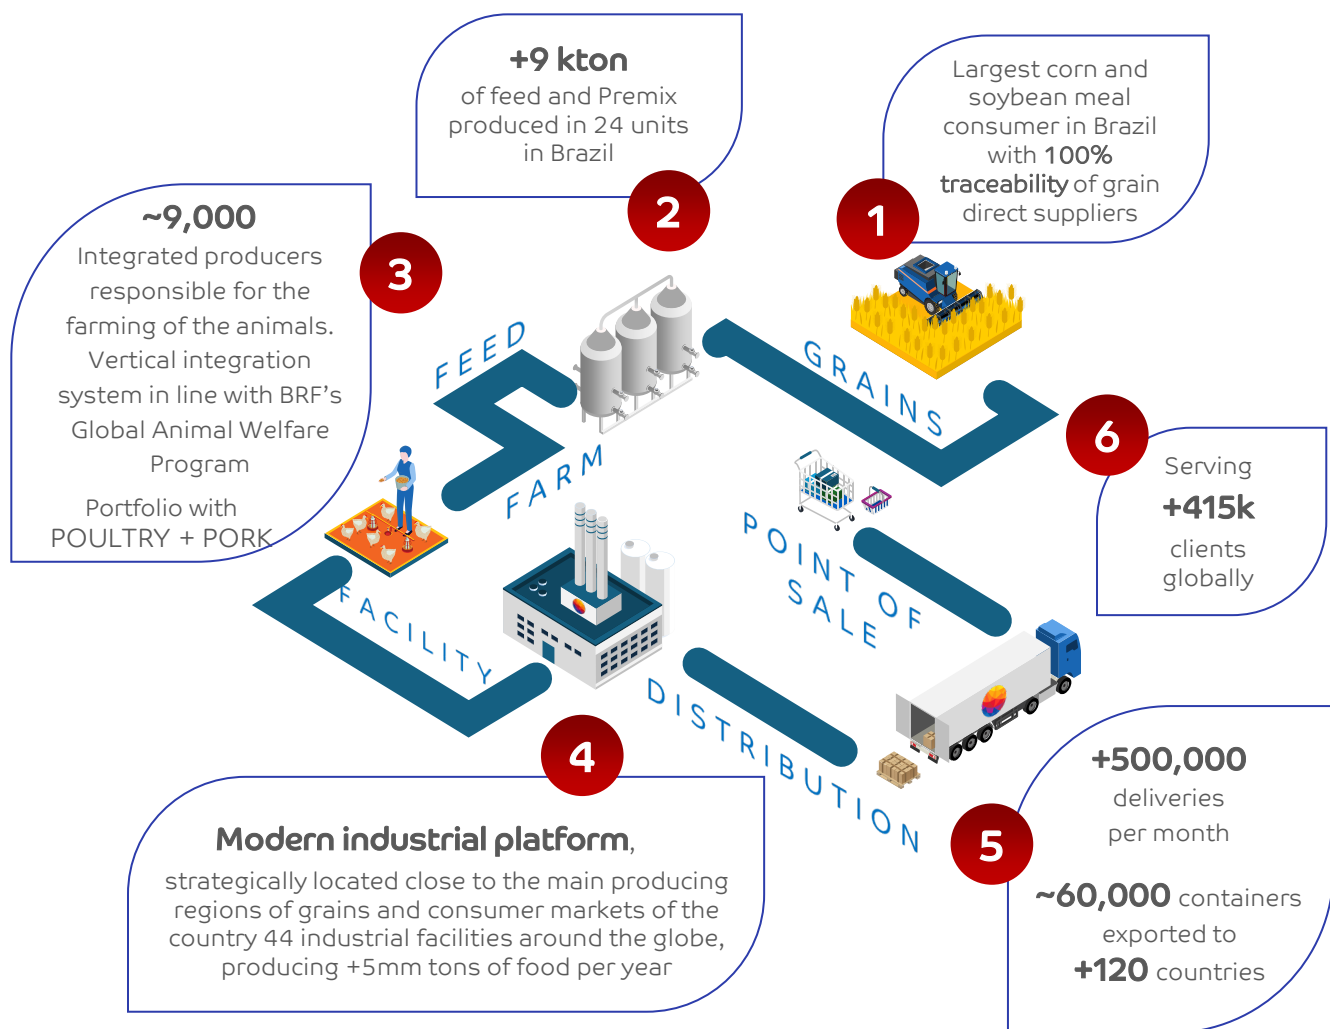 1
Largest corn and
soybean meal
consumer in Brazil
with 100%
traceability of grain
direct suppliers
GRAINS
2
+9 kton
of feed and Premix
produced in 24 units
in Brazil
FEED
3
~9,000
Integrated producers
responsible for the
farming of the animals.
Vertical integration
system in line with BRF’s
Global Animal Welfare
Program
Portfolio with
POULTRY + PORK
FARM
FACILITY
4
Modern industrial platform,
strategically located close to the main producing
regions of grains and consumer markets of the
country 44 industrial facilities around the globe,
producing +5mm tons of food per year
DISTRIBUTION
5
+500,000
deliveries
per month
~60,000 containers
exported to
+120 countries
POINT OF
SALE
6
Serving
+415k
clients
globally